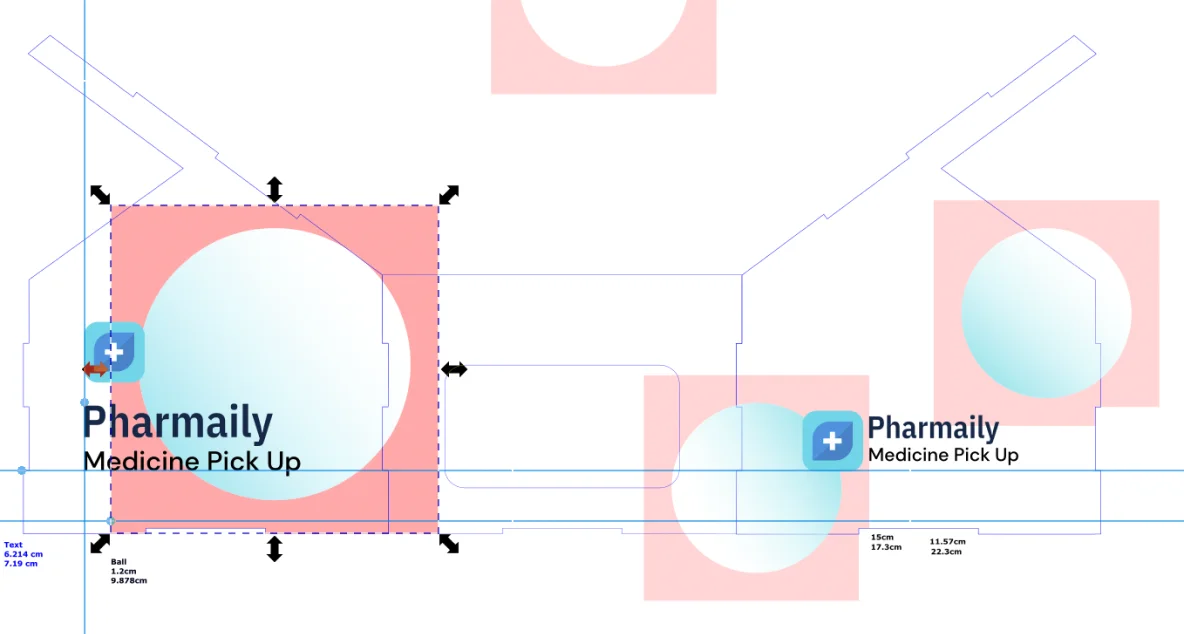 Pharmaily
Medicine Pick Up
Pharmaily
Medicine Pick Up
Text
6.214 cm
7.19 cm
Ball
1.2cm
9.878cm
15cm
17.3cm
11.57cm
22.3cm